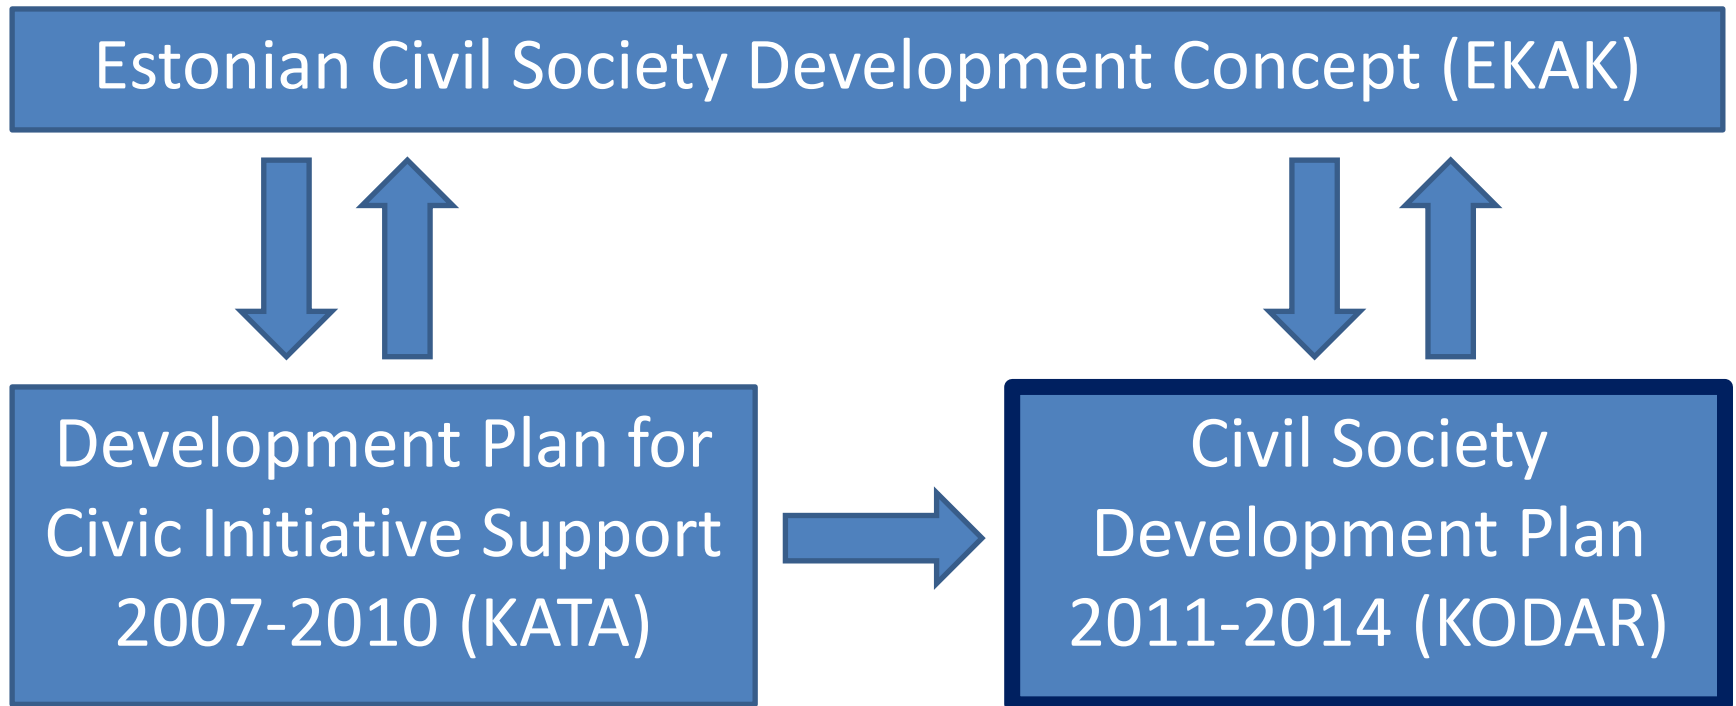 Estonian Civil Society Development Concept (EKAK)
Development Plan for
Civic Initiative Support
2007-2010 (KATA)
Civil Society
Development Plan
2011-2014 (KODAR)